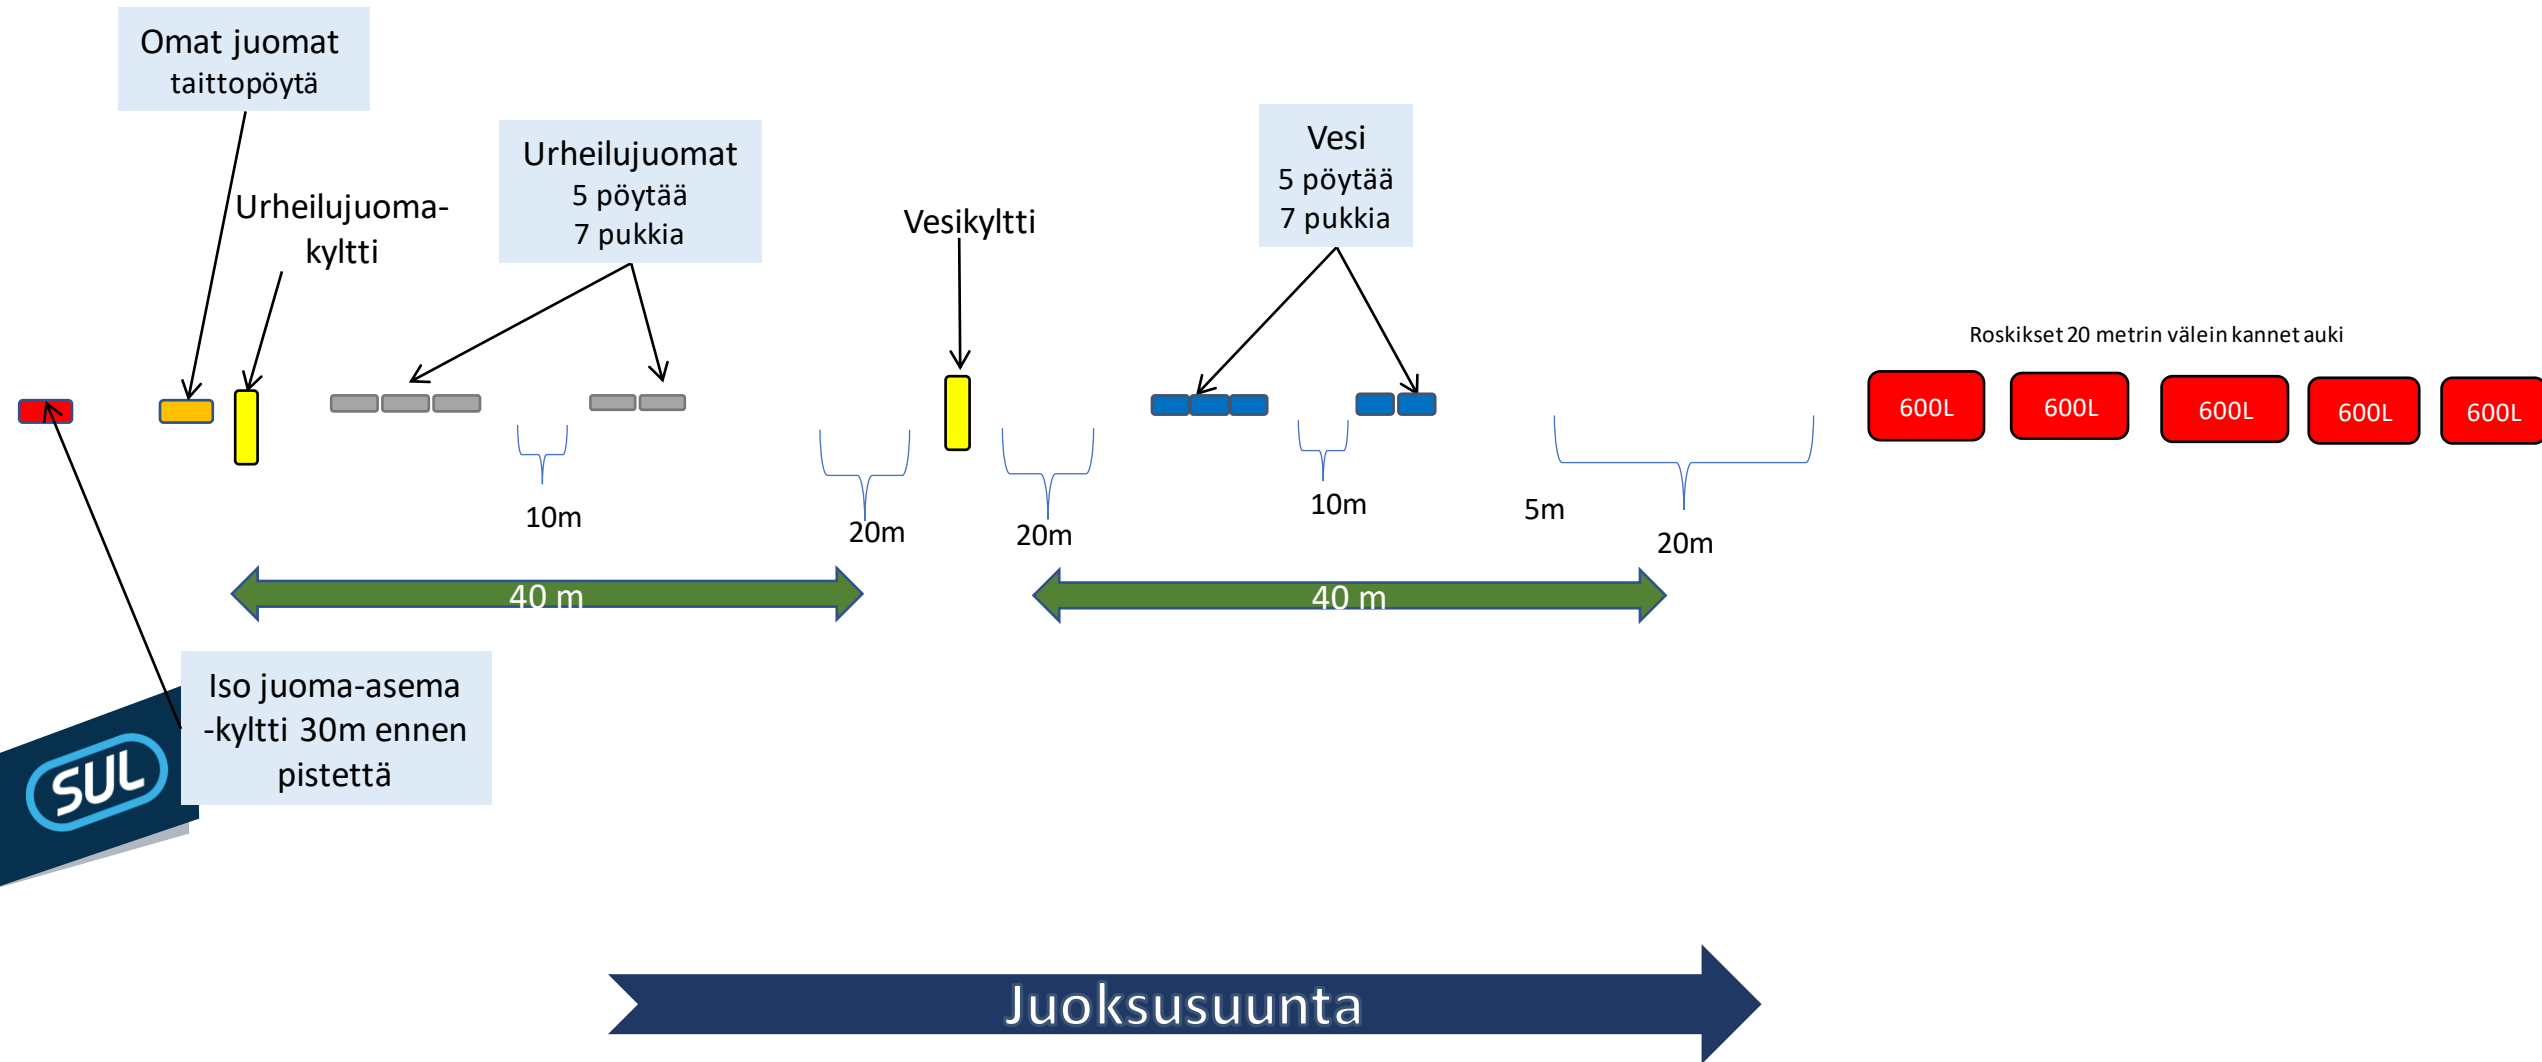 Omat juomat
taittopöytä
Urheilujuoma-
kyltti
Urheilujuomat
5 pöytää
7 pukkia
Vesikyltti
Vesi
5 pöytää
7 pukkia
Roskikset 20 metrin välein kannet auki
600L
600L
600L
600L
600L
10m
20m
20m
10m
5m
20m
40 m
40 m
Iso juoma-asema
-kyltti 30m ennen
pistettä
SUL
Juoksusuunta